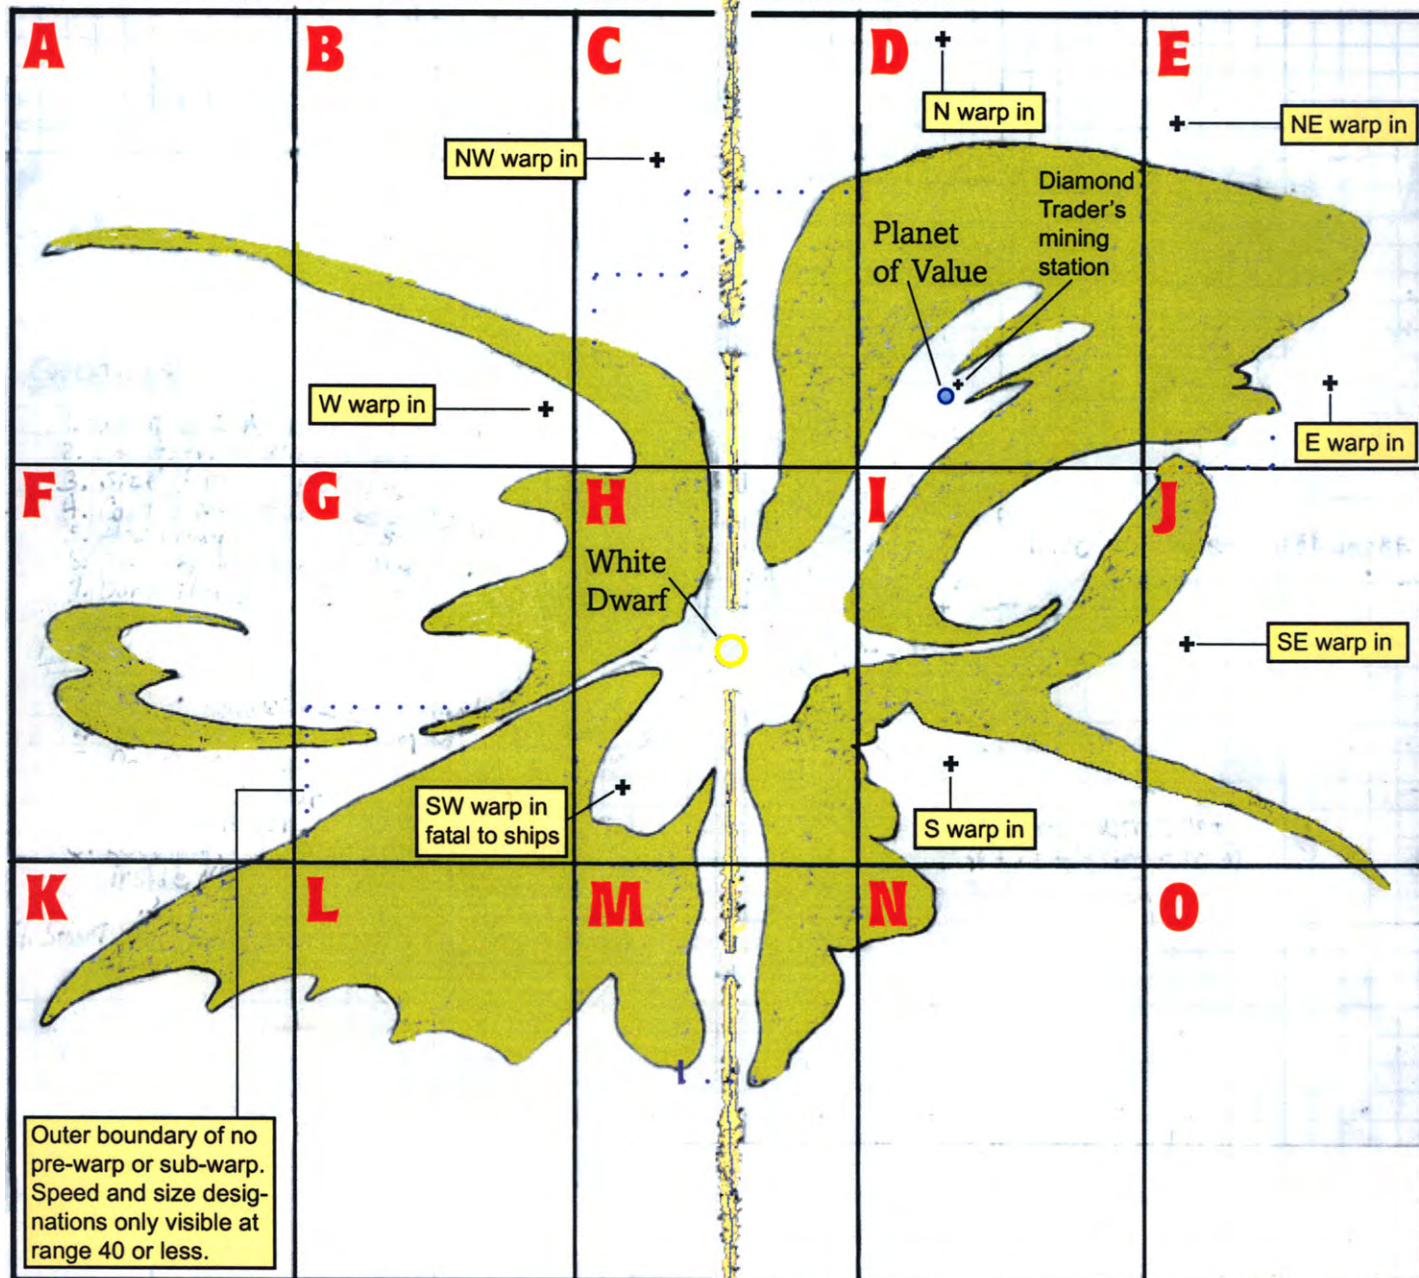 A
B
C
D
E
N warp in
NE warp in
NW warp in
Diamond
Trader's
mining
station
Planet
of Value
W warp in
E warp in
F
G
H
I
J
White
Dwarf
SE warp in
SW warp in
fatal to ships
S warp in
K
L
M
N
O
Outer boundary of no
pre-warp or sub-warp.
Speed and size desig-
nations only visible at
range 40 or less.